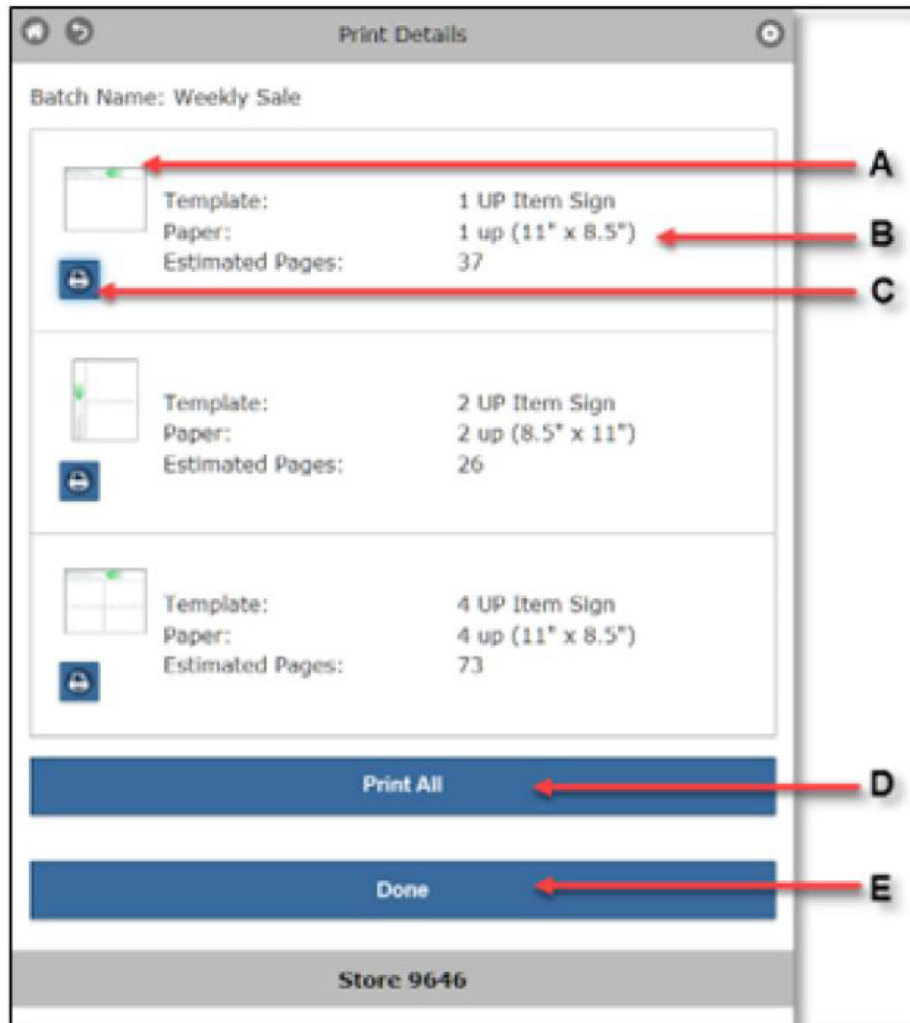 Print Details
Batch Name: Weekly Sale
A
Template: 1 UP Item Sign
Paper: 1 up (11" x 8.5")
B
Estimated Pages: 37
C
Template: 2 UP Item Sign
Paper: 2 up (8.5" x 11")
Estimated Pages: 26
Template: 4 UP Item Sign
Paper: 4 up (11" x 8.5")
Estimated Pages: 73
Print All
D
Done
E
Store 9646